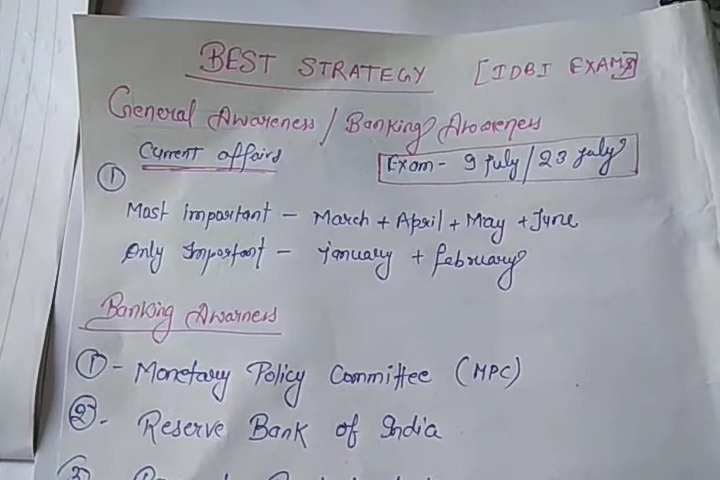 BEST STRATEGY [IDBI EXAMS]
General Awareness / Banking Awareness
Current affairs
Exam - 9 july / 23 july
①
Most important - March + April + May + June
Only Important - january + february
Banking Awarness
① - Monetary Policy Committee (MPC)
② - Reserve Bank of India